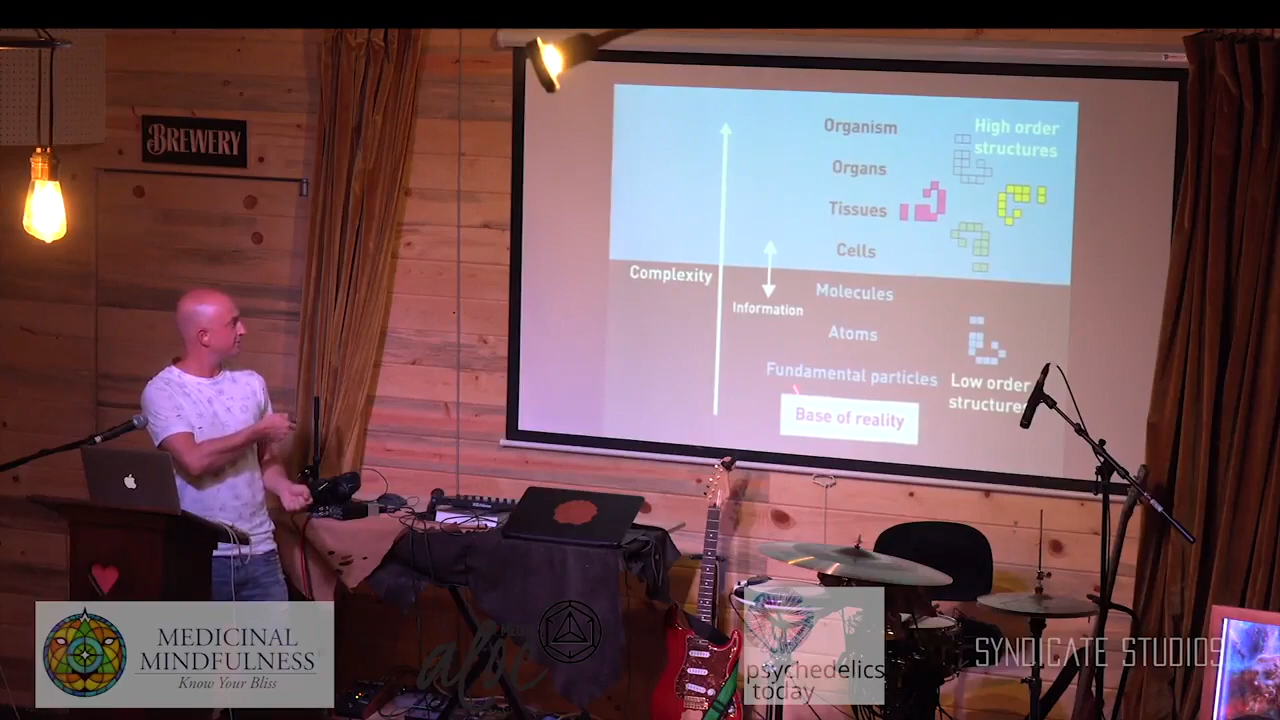 BREWERY
Organism
High order
structures
Organs
Tissues
Cells
Complexity
Molecules
Information
Atoms
Fundamental particles
Low order
structures
Base of reality
MEDICINAL
MINDFULNESS
Know Your Bliss
psychedelics
today
SYNDICATE STUDIOS